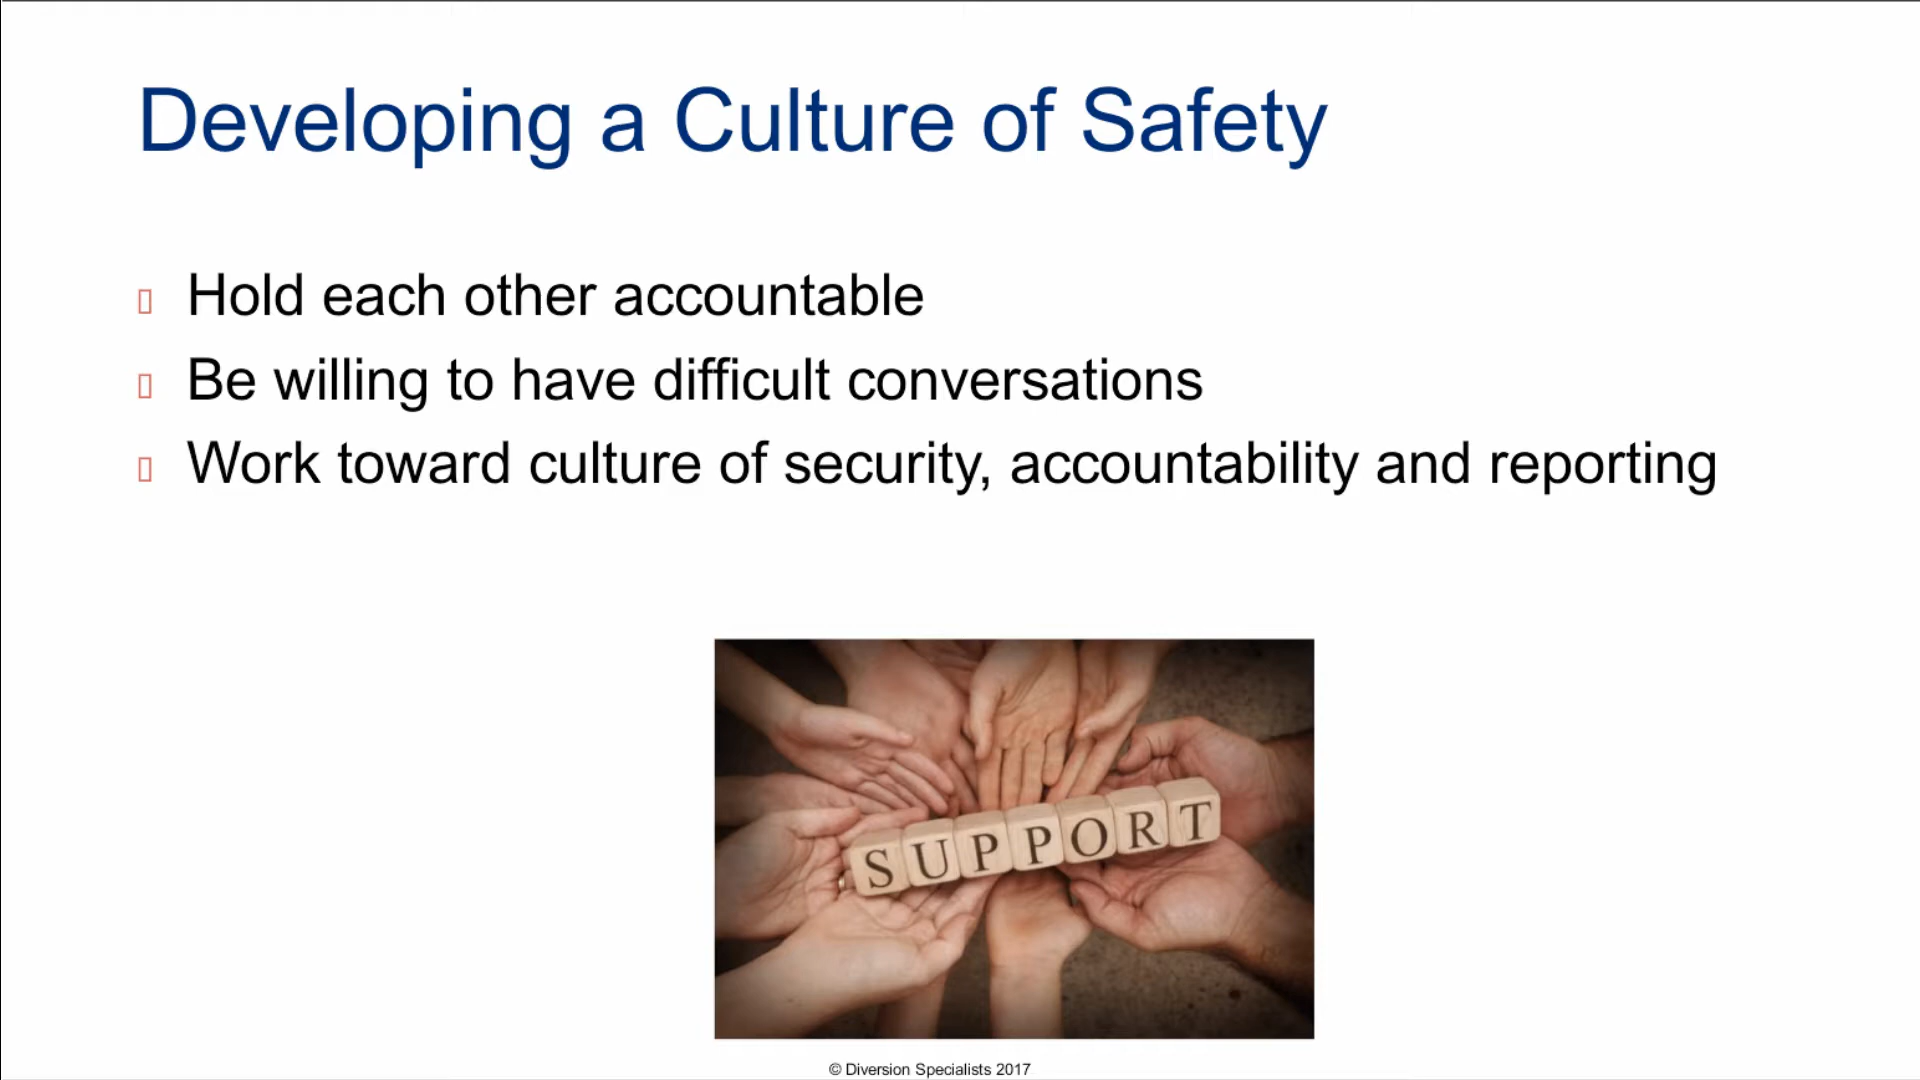 Developing a Culture of Safety
Hold each other accountable
Be willing to have difficult conversations
Work toward culture of security, accountability and reporting
SUPPORT
© Diversion Specialists 2017